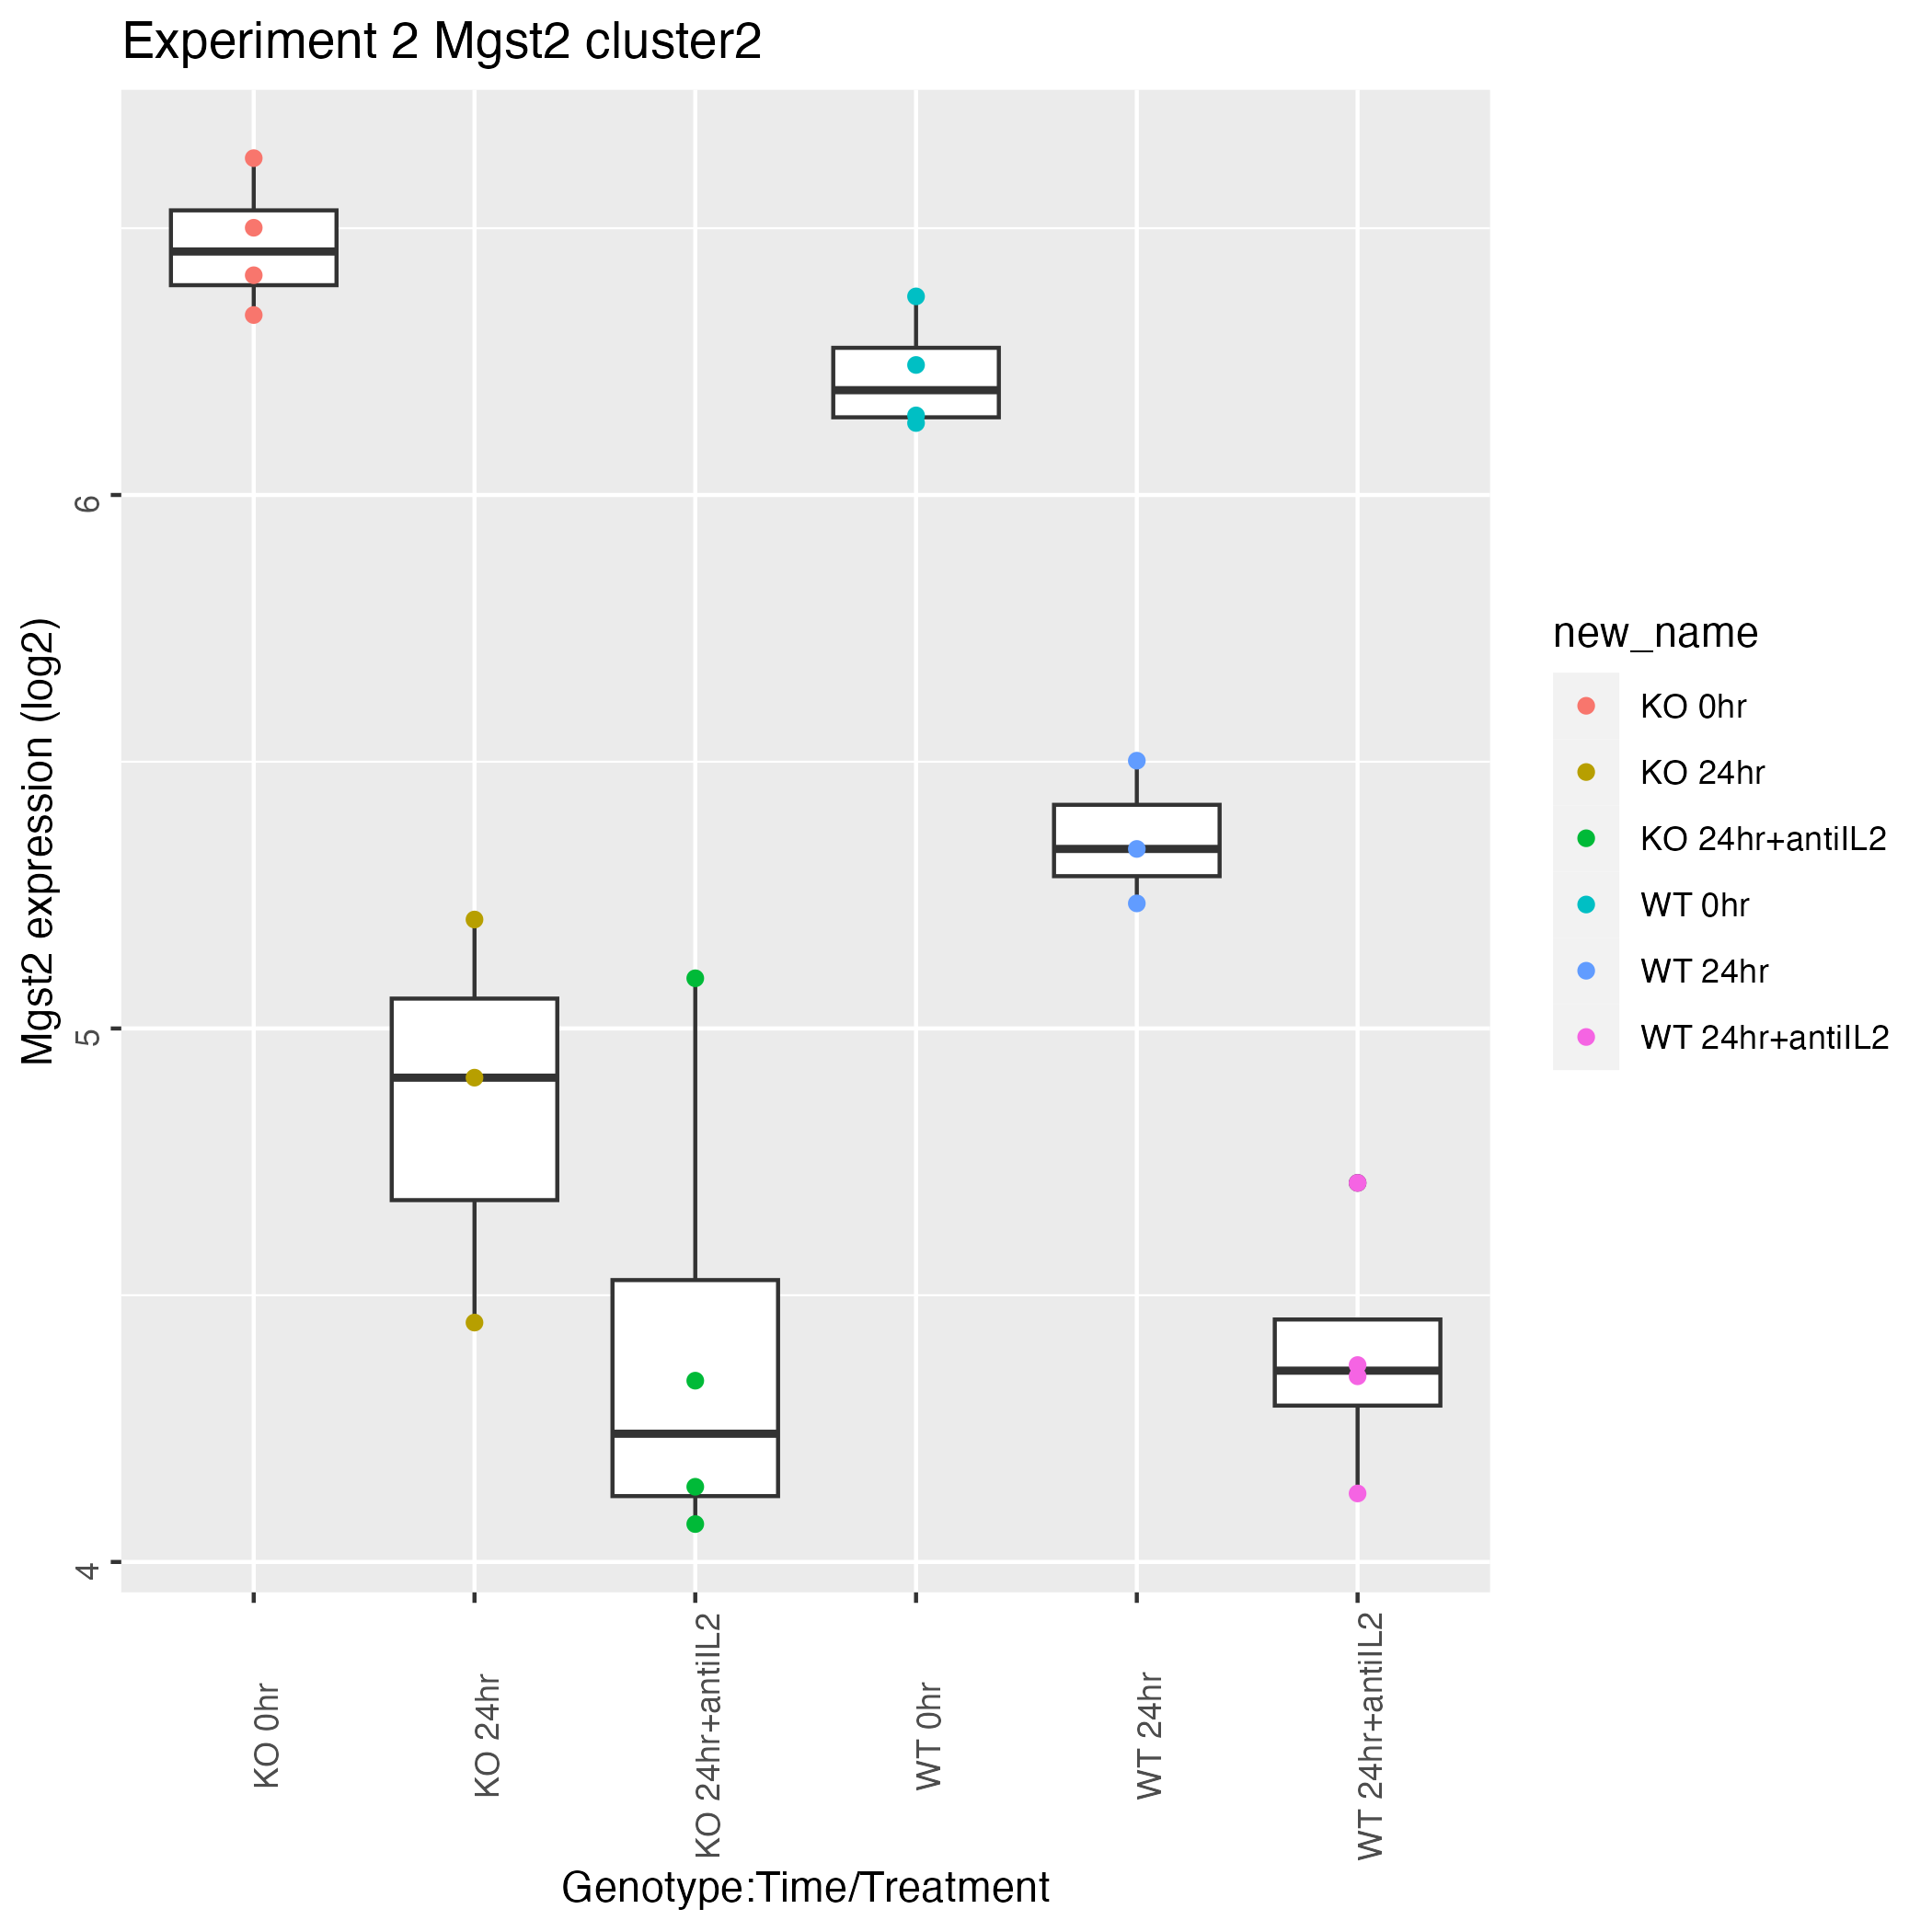 Experiment 2 Mgst2 cluster2
Mgst2 expression (log2)
6
5
4
KO 0hr
KO 24hr
KO 24hr+antiIL2
WT 0hr
WT 24hr
WT 24hr+antiIL2
Genotype:Time/Treatment
new_name
KO 0hr
KO 24hr
KO 24hr+antiIL2
WT 0hr
WT 24hr
WT 24hr+antiIL2